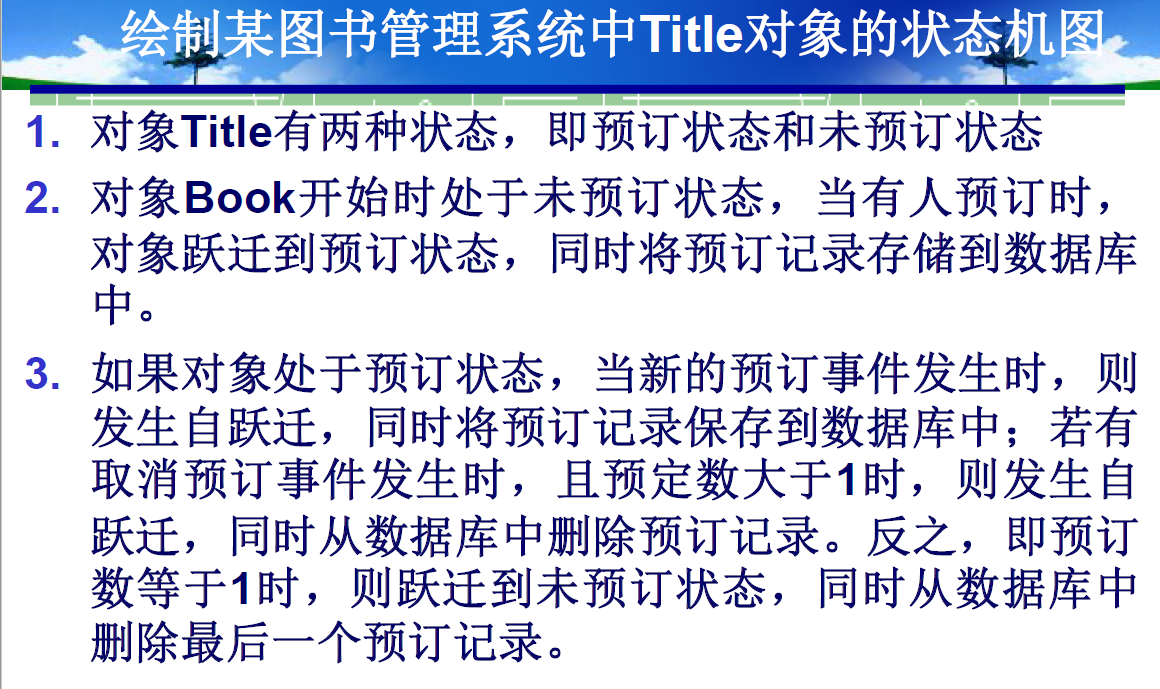 绘制某图书管理系统中Title对象的状态机图
1. 对象Title有两种状态，即预订状态和未预订状态
2. 对象Book开始时处于未预订状态，当有人预订时，
对象跃迁到预订状态，同时将预订记录存储到数据库
中。
3. 如果对象处于预订状态，当新的预订事件发生时，则
发生自跃迁，同时将预订记录保存到数据库中；若有
取消预订事件发生时，且预定数大于1时，则发生自
跃迁，同时从数据库中删除预订记录。反之，即预订
数等于1时，则跃迁到未预订状态，同时从数据库中
删除最后一个预订记录。